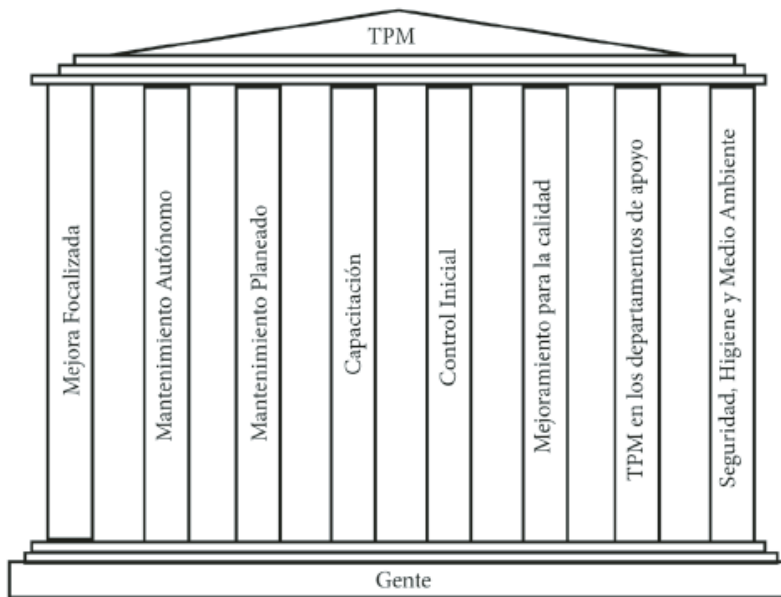 TPM
Mejora Focalizada
Mantenimiento Autónomo
Mantenimiento Planeado
Capacitación
Control Inicial
Mejoramiento para la calidad
TPM en los departamentos de apoyo
Seguridad, Higiene y Medio Ambiente
Gente